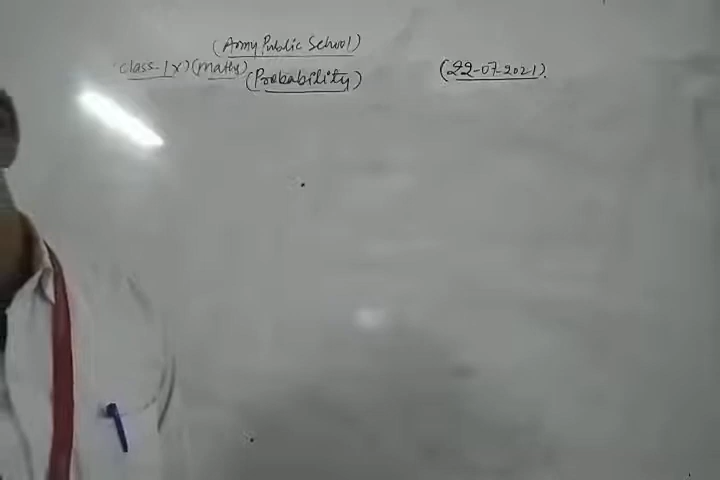 (Army Public School)
(Class-IX) (Maths) (Probability) (22-07-2021).